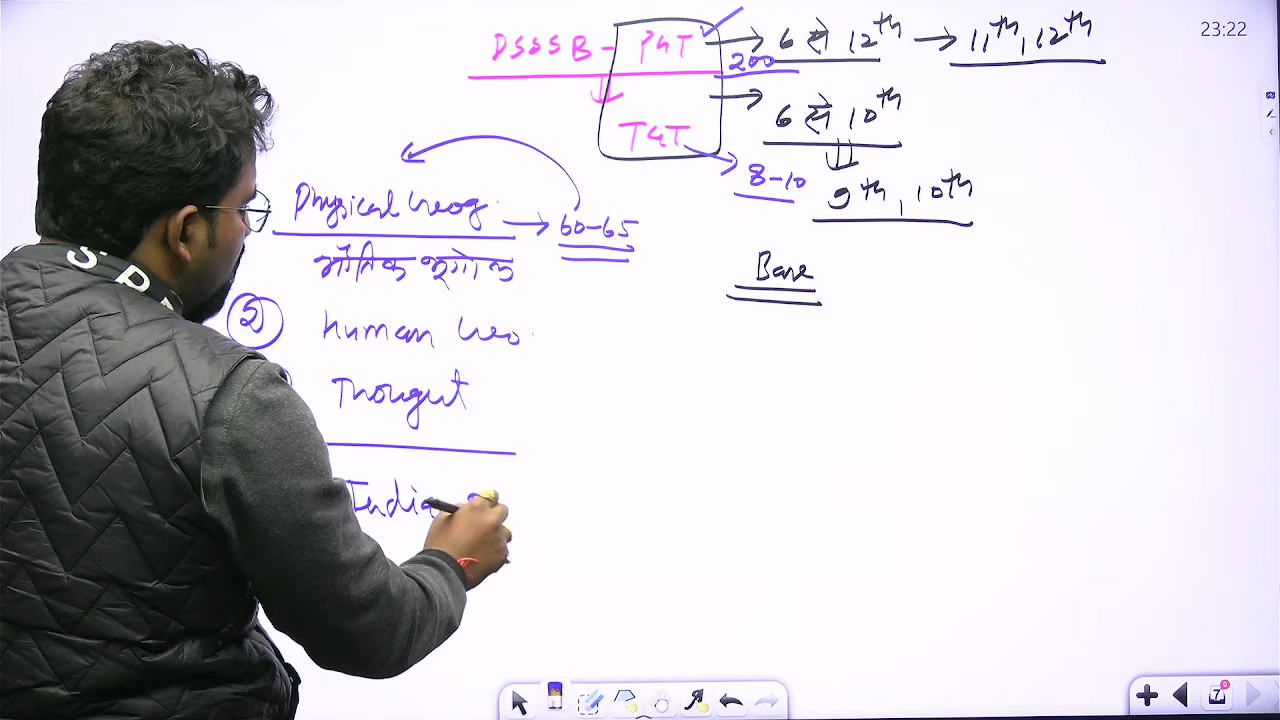 23:22
DSSSB - PGT → 6 से 12th → 11th, 12th
200
TGT → 6 से 10th
8-10
9th, 10th
Physical Geog. → 60-65
भौतिक भूगोल
Base
2
Human Geo.
Thought
India
7